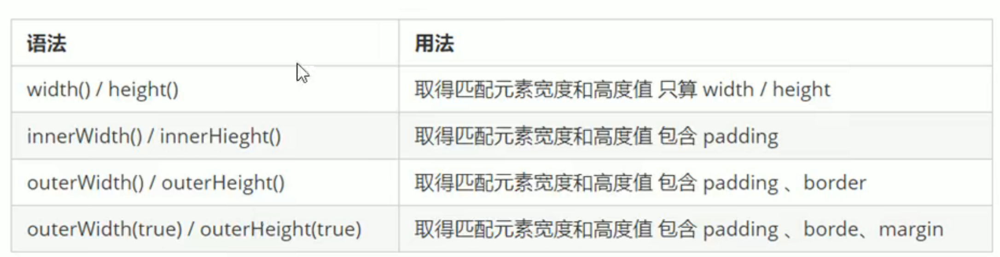 语法 用法
width() / height() 取得匹配元素宽度和高度值 只算 width / height
innerWidth() / innerHieght() 取得匹配元素宽度和高度值 包含 padding
outerWidth() / outerHeight() 取得匹配元素宽度和高度值 包含 padding 、border
outerWidth(true) / outerHeight(true) 取得匹配元素宽度和高度值 包含 padding 、borde、margin